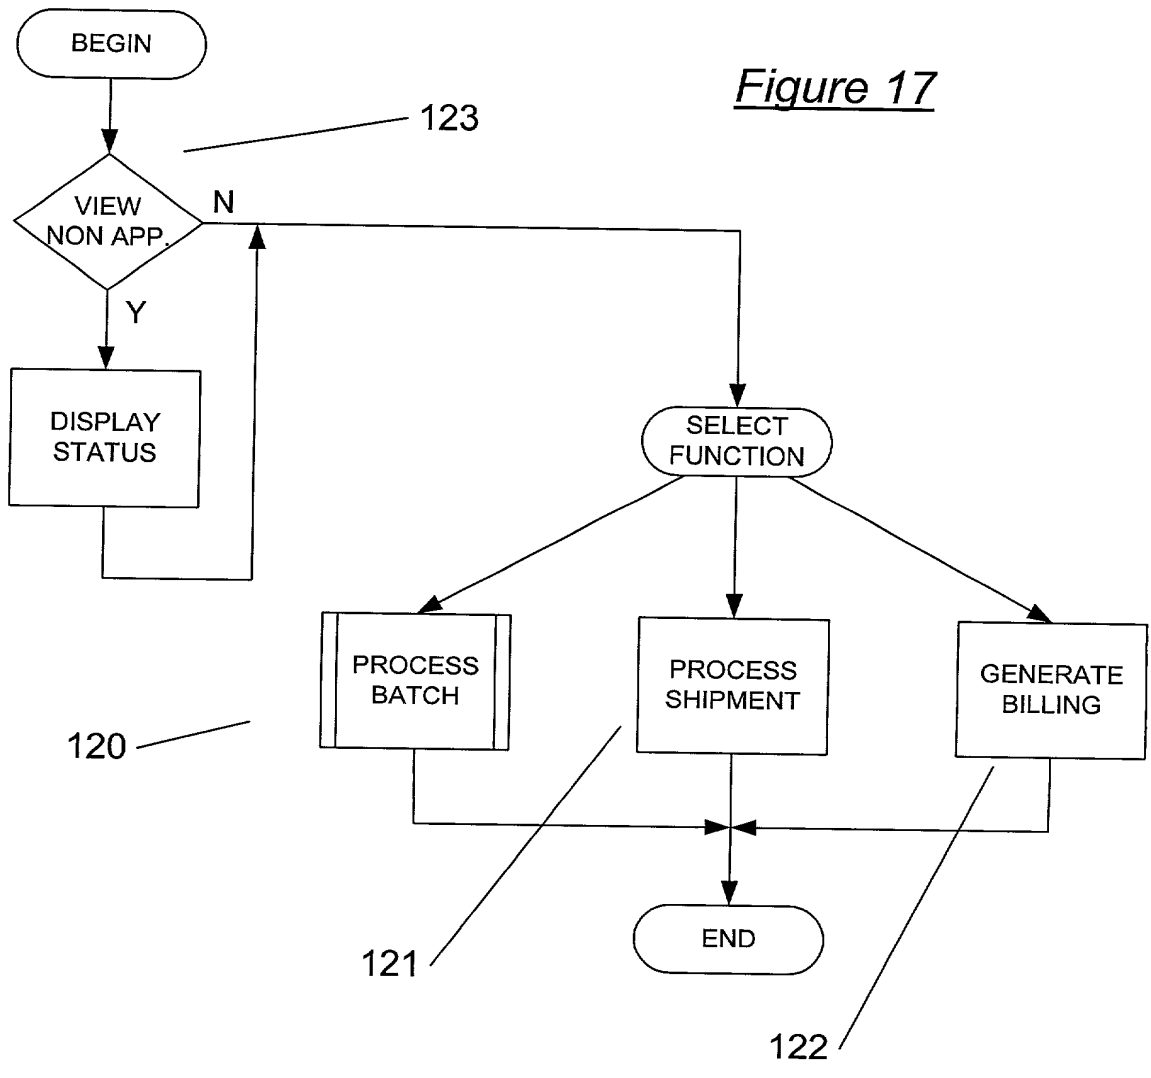 BEGIN
Figure 17
123
VIEW
NON APP.
N
Y
DISPLAY
STATUS
SELECT
FUNCTION
PROCESS
BATCH
PROCESS
SHIPMENT
GENERATE
BILLING
120
121
END
122